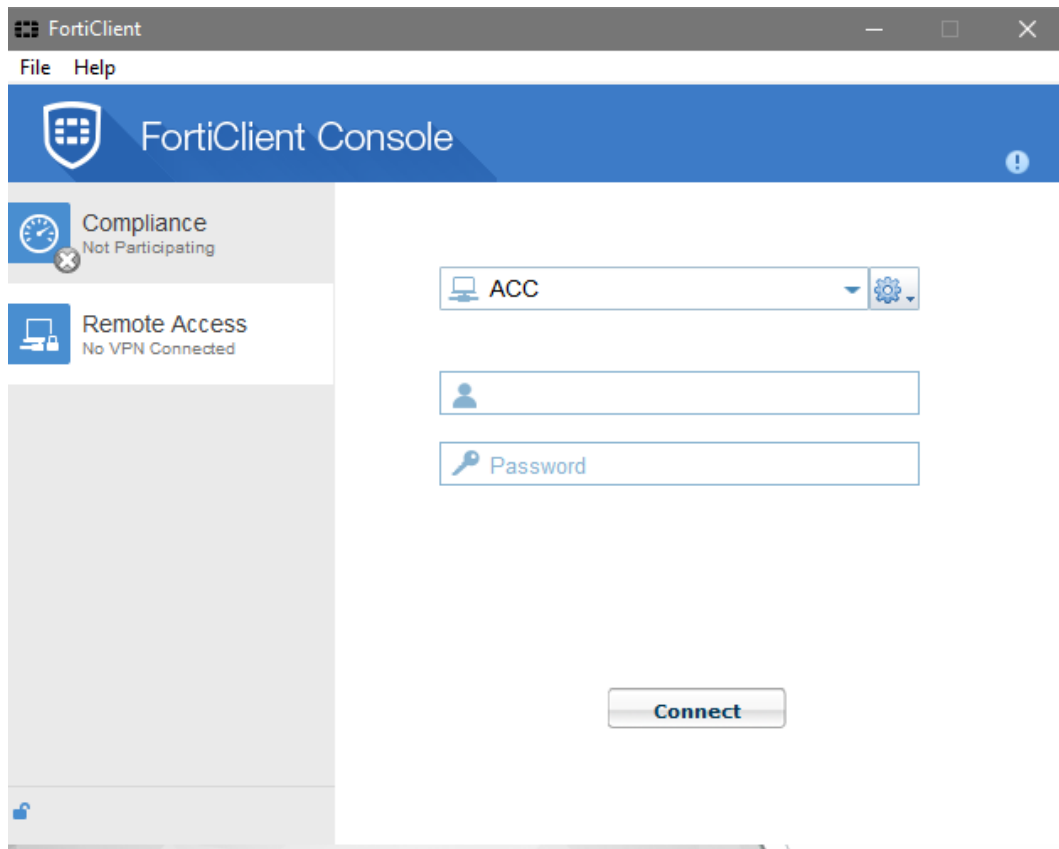 FortiClient
File Help
FortiClient Console
Compliance
Not Participating
Remote Access
No VPN Connected
ACC
Password
Connect